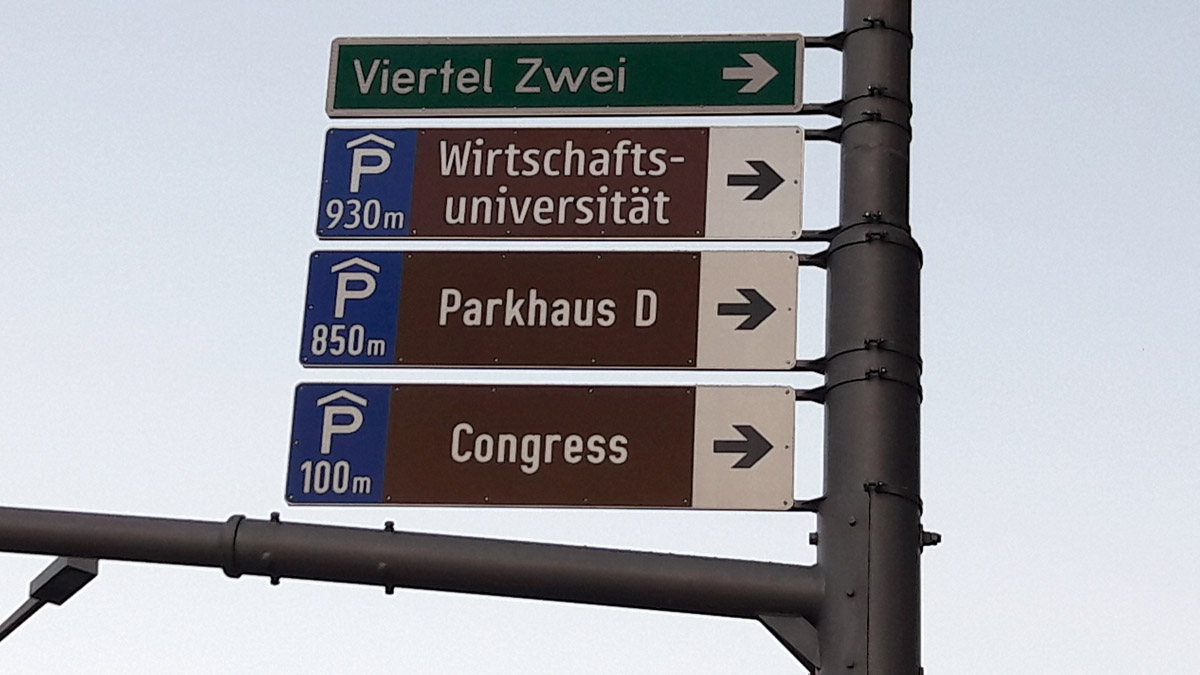 Viertel Zwei
P
930m
Wirtschafts-
universität
P
850m
Parkhaus D
P
100m
Congress